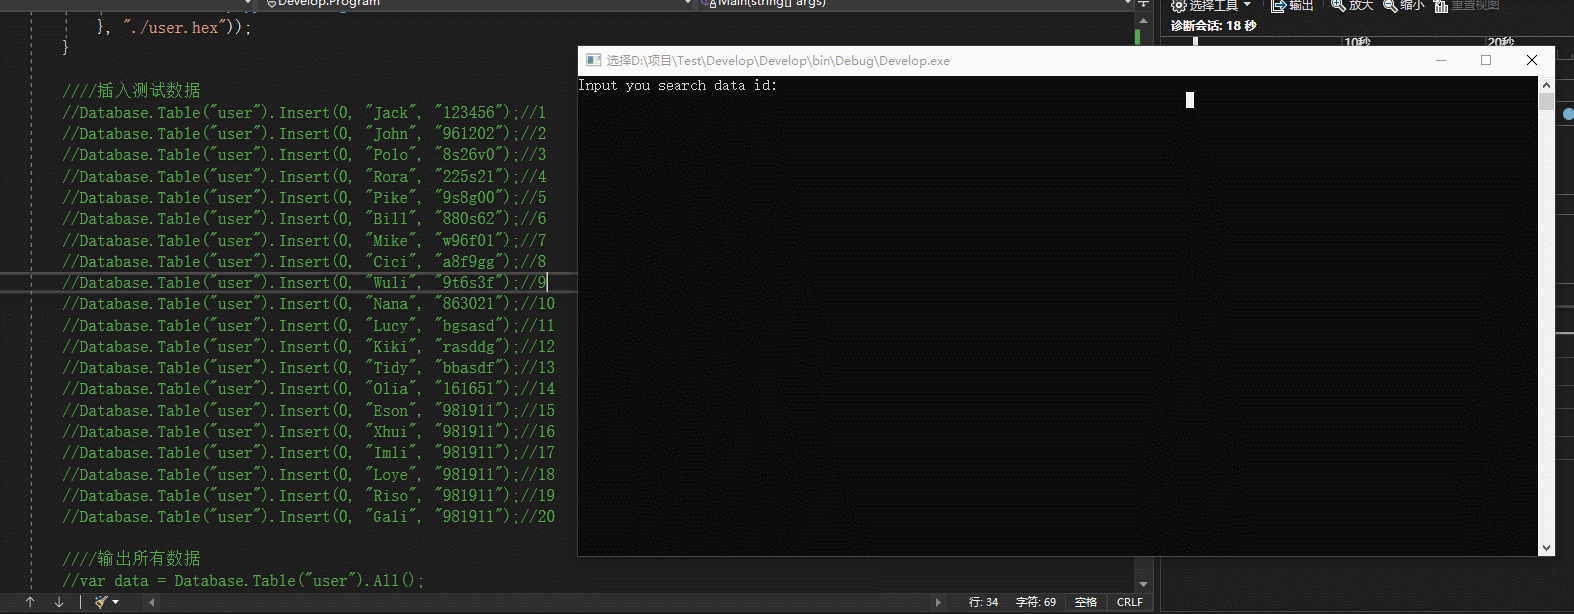 Develop.Program
Main(string[] args)
选择工具
输出
放大
缩小
重置视图
诊断会话: 18 秒
10秒
20秒
}, "./user.hex"));
}
////插入测试数据
//Database.Table("user").Insert(0, "Jack", "123456");//1
//Database.Table("user").Insert(0, "John", "961202");//2
//Database.Table("user").Insert(0, "Polo", "8s26v0");//3
//Database.Table("user").Insert(0, "Rora", "225s21");//4
//Database.Table("user").Insert(0, "Pike", "9s8g00");//5
//Database.Table("user").Insert(0, "Bill", "880s62");//6
//Database.Table("user").Insert(0, "Mike", "w96f01");//7
//Database.Table("user").Insert(0, "Cici", "a8f9gg");//8
//Database.Table("user").Insert(0, "Wuli", "9t6s3f");//9
//Database.Table("user").Insert(0, "Nana", "863021");//10
//Database.Table("user").Insert(0, "Lucy", "bgsasd");//11
//Database.Table("user").Insert(0, "Kiki", "rasddg");//12
//Database.Table("user").Insert(0, "Tidy", "bbasdf");//13
//Database.Table("user").Insert(0, "Olia", "161651");//14
//Database.Table("user").Insert(0, "Eson", "981911");//15
//Database.Table("user").Insert(0, "Xhui", "981911");//16
//Database.Table("user").Insert(0, "Imli", "981911");//17
//Database.Table("user").Insert(0, "Loye", "981911");//18
//Database.Table("user").Insert(0, "Riso", "981911");//19
//Database.Table("user").Insert(0, "Gali", "981911");//20
////输出所有数据
//var data = Database.Table("user").All();
选择D:\项目\Test\Develop\Develop\bin\Debug\Develop.exe
Input you search data id:
行: 34 字符: 69 空格 CRLF